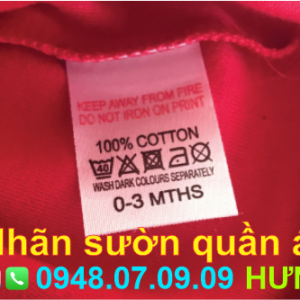 KEEP AWAY FROM FIRE
DO NOT IRON ON PRINT
100% COTTON
40
WASH DARK COLOURS SEPARATELY
0-3 MTHS
Nhãn sườn quần á
0948.07.09.09 HƯN